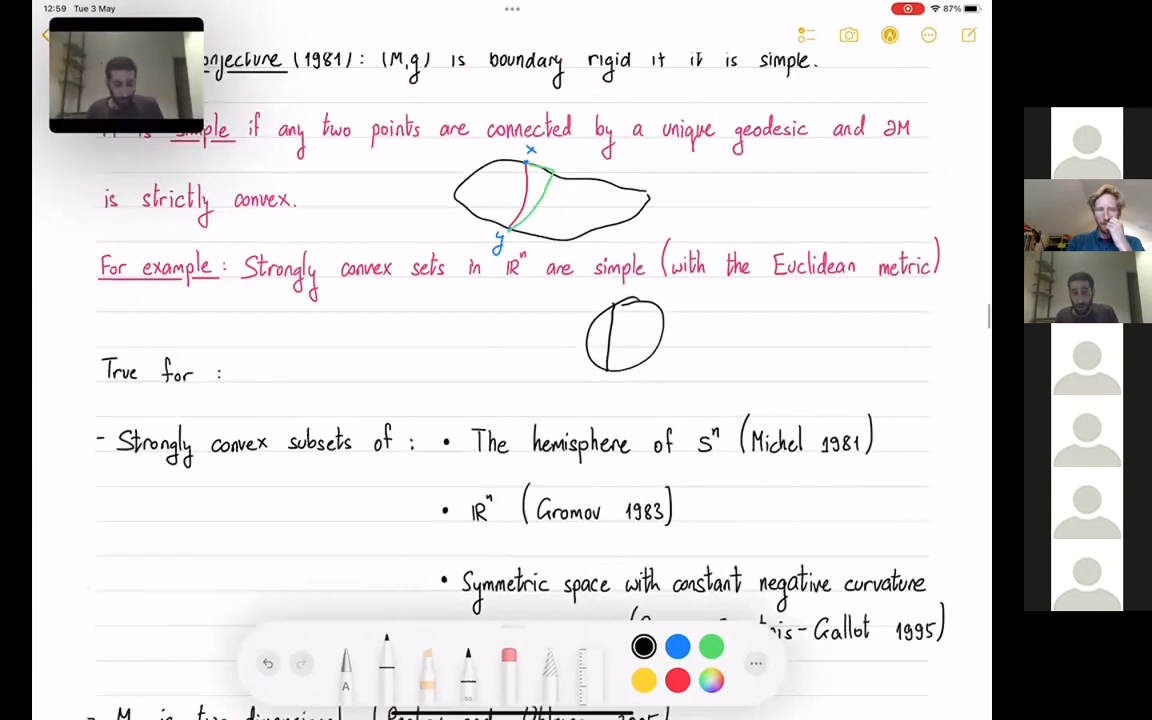 12:59 Tue 3 May
87%
(1981): (M,g) is boundary rigid if it is simple.
is simple if any two points are connected by a unique geodesic and ∂M
x
is strictly convex.
y
For example: Strongly convex sets in ℝⁿ are simple (with the Euclidean metric)
True for :
- Strongly convex subsets of : • The hemisphere of Sⁿ (Michel 1981)
• ℝⁿ (Gromov 1983)
• Symmetric space with constant negative curvature
-Gallot 1995)
A
50
- M is two dimensional